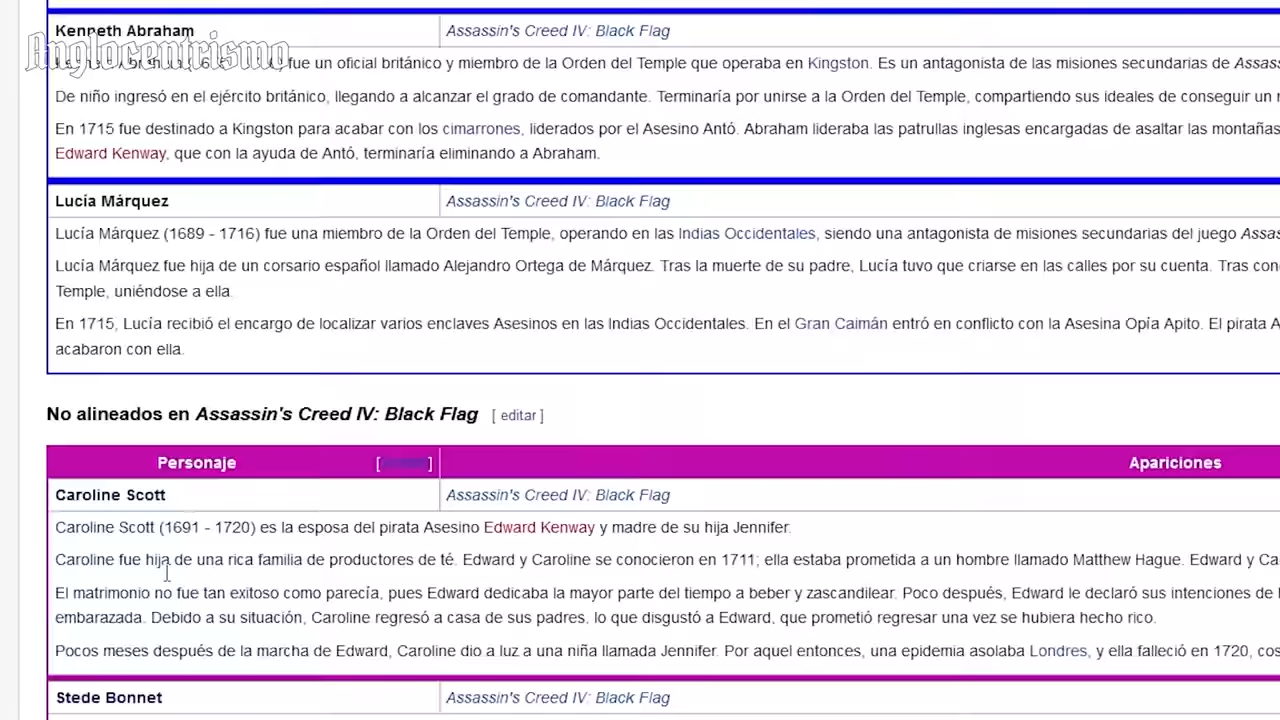 Kenneth Abraham
Assassin's Creed IV: Black Flag
Anglocentrismo
fue un oficial británico y miembro de la Orden del Temple que operaba en Kingston. Es un antagonista de las misiones secundarias de Assas
De niño ingresó en el ejército británico, llegando a alcanzar el grado de comandante. Terminaría por unirse a la Orden del Temple, compartiendo sus ideales de conseguir un
En 1715 fue destinado a Kingston para acabar con los cimarrones, liderados por el Asesino Antó. Abraham lideraba las patrullas inglesas encargadas de asaltar las montañas
Edward Kenway, que con la ayuda de Antó, terminaría eliminando a Abraham.
Lucía Márquez
Assassin's Creed IV: Black Flag
Lucía Márquez (1689 - 1716) fue una miembro de la Orden del Temple, operando en las Indias Occidentales, siendo una antagonista de misiones secundarias del juego Assas
Lucía Márquez fue hija de un corsario español llamado Alejandro Ortega de Márquez. Tras la muerte de su padre, Lucía tuvo que criarse en las calles por su cuenta. Tras con
Temple, uniéndose a ella.
En 1715, Lucía recibió el encargo de localizar varios enclaves Asesinos en las Indias Occidentales. En el Gran Caimán entró en conflicto con la Asesina Opía Apito. El pirata
acabaron con ella.
No alineados en Assassin's Creed IV: Black Flag [ editar ]
Personaje
Apariciones
Caroline Scott
Assassin's Creed IV: Black Flag
Caroline Scott (1691 - 1720) es la esposa del pirata Asesino Edward Kenway y madre de su hija Jennifer.
Caroline fue hija de una rica familia de productores de té. Edward y Caroline se conocieron en 1711; ella estaba prometida a un hombre llamado Matthew Hague. Edward y Ca
El matrimonio no fue tan exitoso como parecía, pues Edward dedicaba la mayor parte del tiempo a beber y zascandilear. Poco después, Edward le declaró sus intenciones de
embarazada. Debido a su situación, Caroline regresó a casa de sus padres, lo que disgustó a Edward, que prometió regresar una vez se hubiera hecho rico.
Pocos meses después de la marcha de Edward, Caroline dio a luz a una niña llamada Jennifer. Por aquel entonces, una epidemia asolaba Londres, y ella falleció en 1720, cos
Stede Bonnet
Assassin's Creed IV: Black Flag